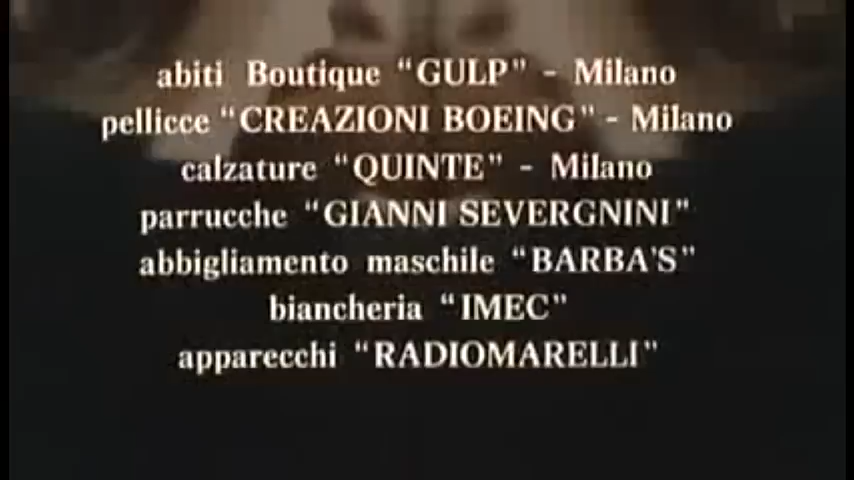 abiti Boutique “GULP” - Milano
pellicce “CREAZIONI BOEING” - Milano
calzature “QUINTE” - Milano
parrucche “GIANNI SEVERGNINI”
abbigliamento maschile “BARBA'S”
biancheria “IMEC”
apparecchi “RADIOMARELLI”